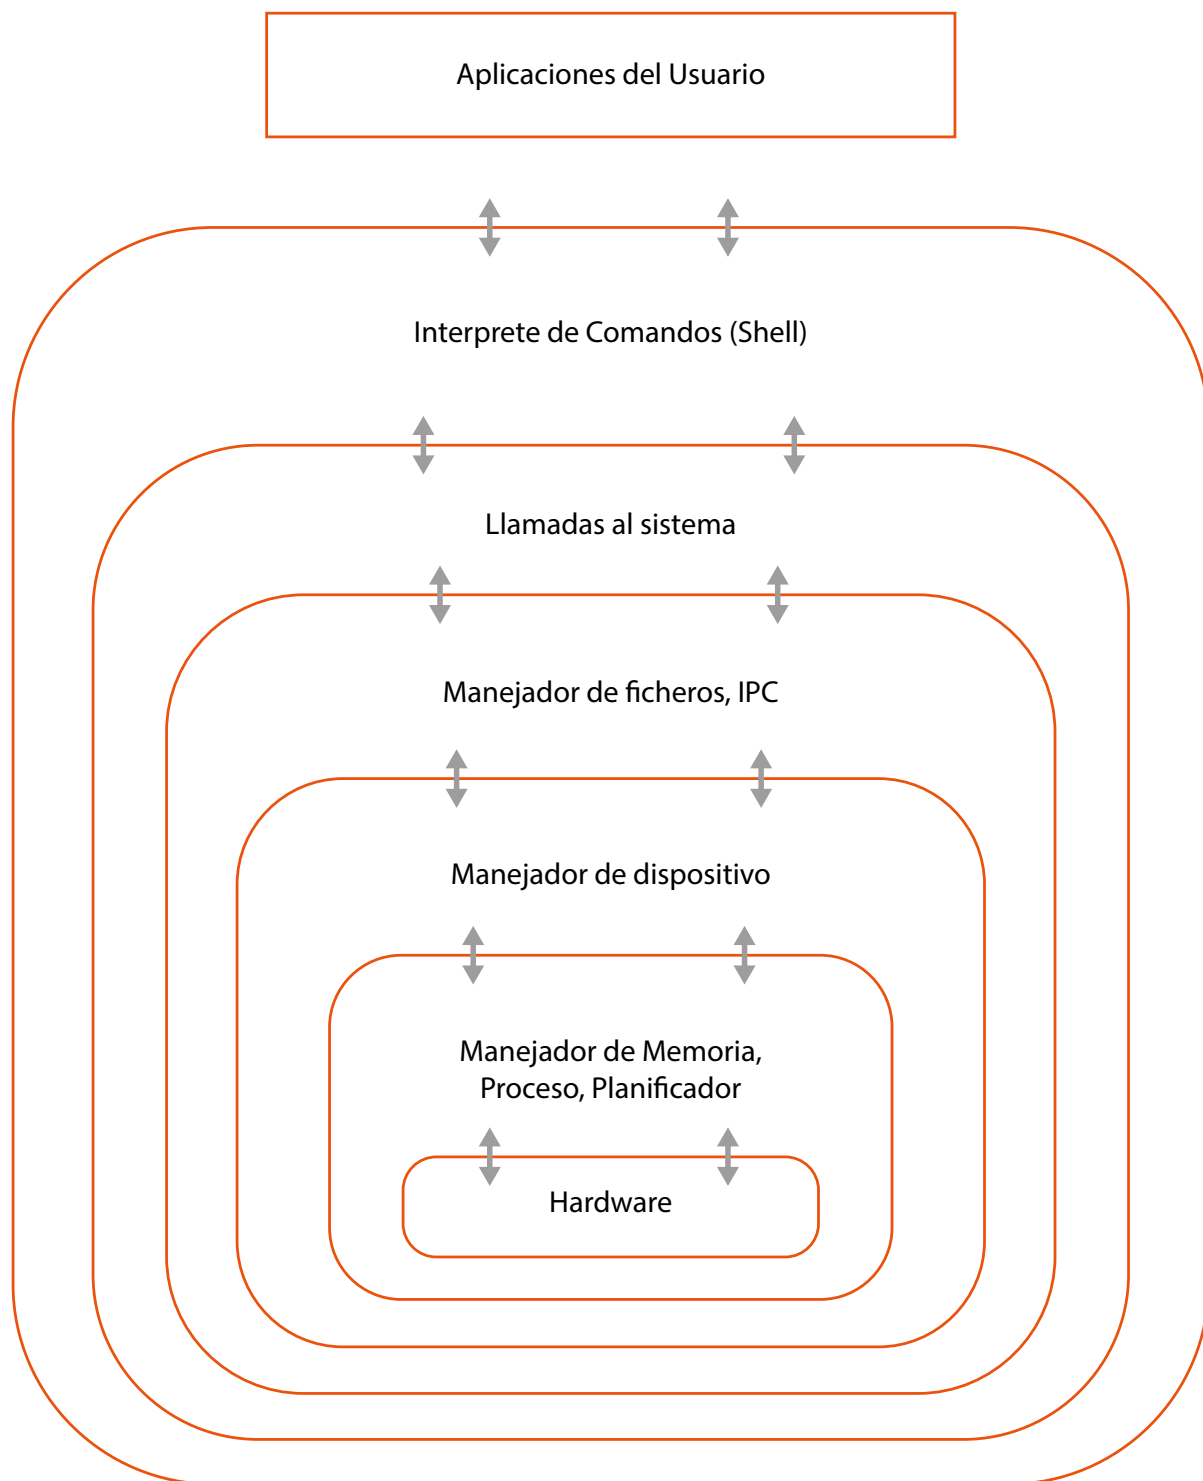 Aplicaciones del Usuario
Interprete de Comandos (Shell)
Llamadas al sistema
Manejador de ficheros, IPC
Manejador de dispositivo
Manejador de Memoria,
Proceso, Planificador
Hardware